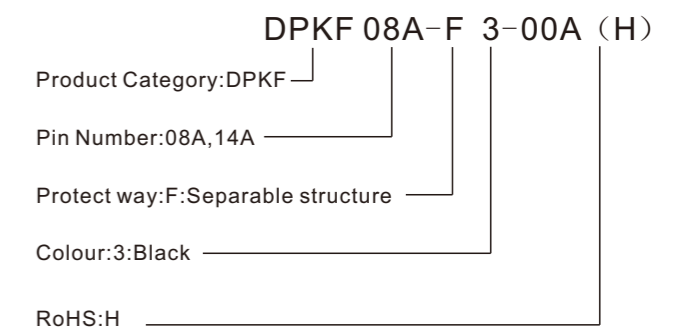 DPKF 08A-F 3-00A（H）
Product Category:DPKF
Pin Number:08A,14A
Protect way:F:Separable structure
Colour:3:Black
RoHS:H